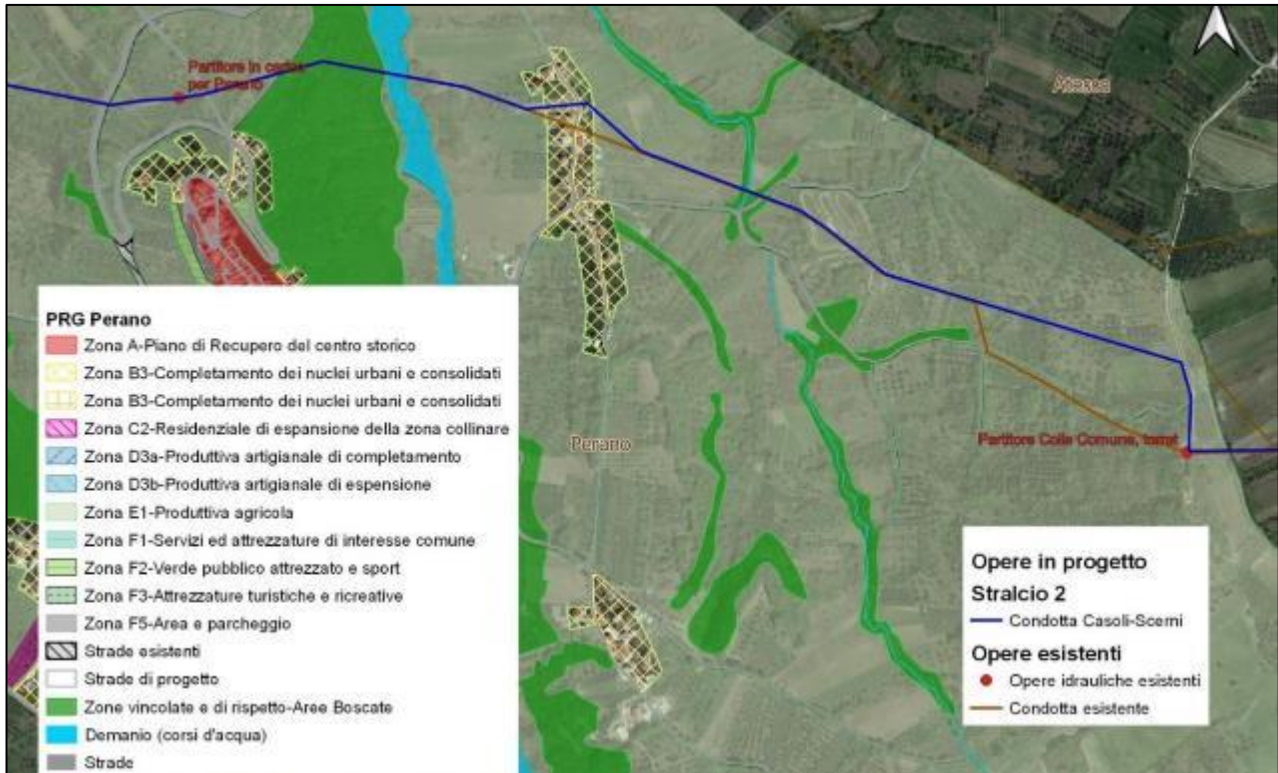 Partitore in carico
per Perano
Atessa
PRG Perano
Zona A-Piano di Recupero del centro storico
Zona B3-Completamento dei nuclei urbani e consolidati
Zona B3-Completamento dei nuclei urbani e consolidati
Zona C2-Residenziale di espansione della zona collinare
Zona D3a-Produttiva artigianale di completamento
Zona D3b-Produttiva artigianale di espensione
Zona E1-Produttiva agricola
Zona F1-Servizi ed attrezzature di interesse comune
Zona F2-Verde pubblico attrezzato e sport
Zona F3-Attrezzature turistiche e ricreative
Zona F5-Area e parcheggio
Strade esistenti
Strade di progetto
Zone vincolate e di rispetto-Aree Boscate
Demanio (corsi d'acqua)
Strade
Perano
Partitore Colle Comune, torrpt
Opere in progetto
Stralcio 2
Condotta Casoli-Scerni
Opere esistenti
Opere idrauliche esistenti
Condotta esistente